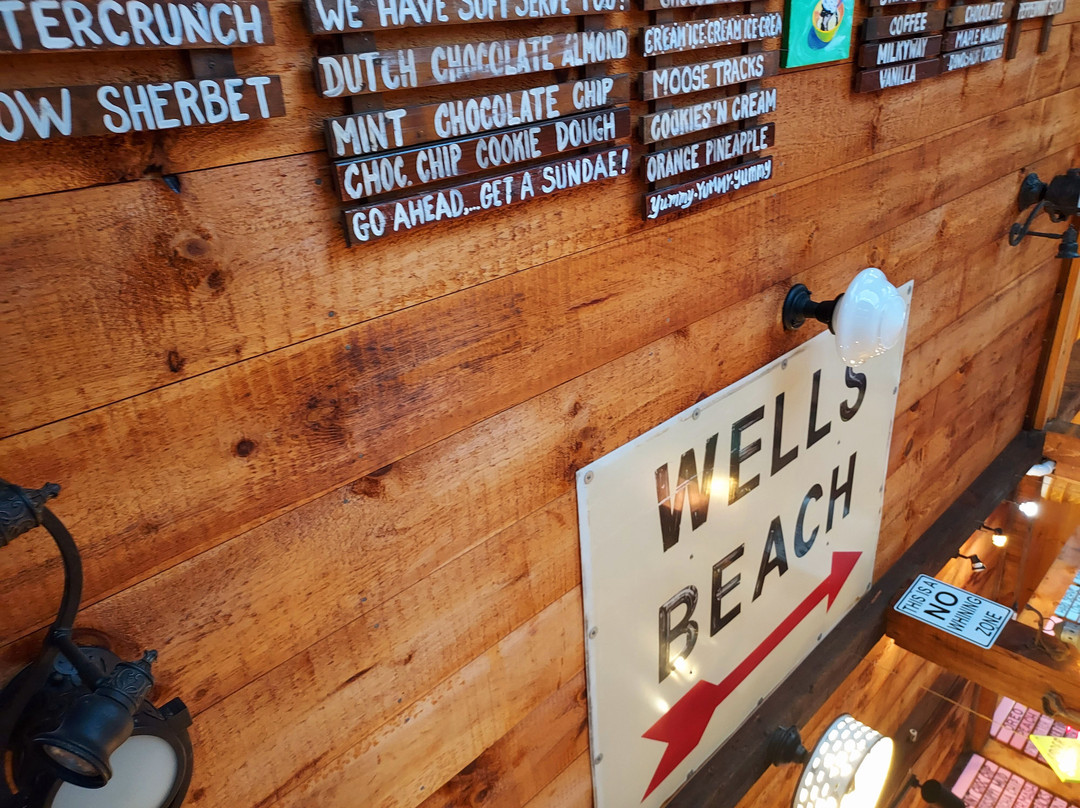 TERCRUNCH
OW SHERBET
WE HAVE SOFT SERVE TOO!
DUTCH CHOCOLATE ALMOND
MINT CHOCOLATE CHIP
CHOC. CHIP COOKIE DOUGH
GO AHEAD...GET A SUNDAE!
CREAM ICE CREAM ICE CREA
MOOSE TRACKS
COOKIES'N CREAM
ORANGE PINEAPPLE
Yummy-Yummy-yummy
COFFEE
MILKYWAY
VANILLA
CHOCOLATE
MAPLE WALNUT
WELLS
BEACH
THIS IS A
NO
WHINING
ZONE